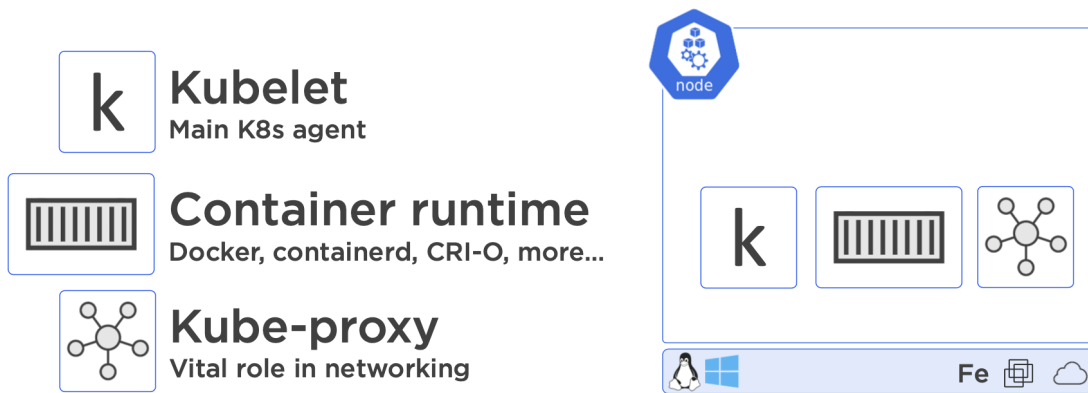 k
Kubelet
Main K8s agent
Container runtime
Docker, containerd, CRI-O, more...
Kube-proxy
Vital role in networking
node
k
Fe